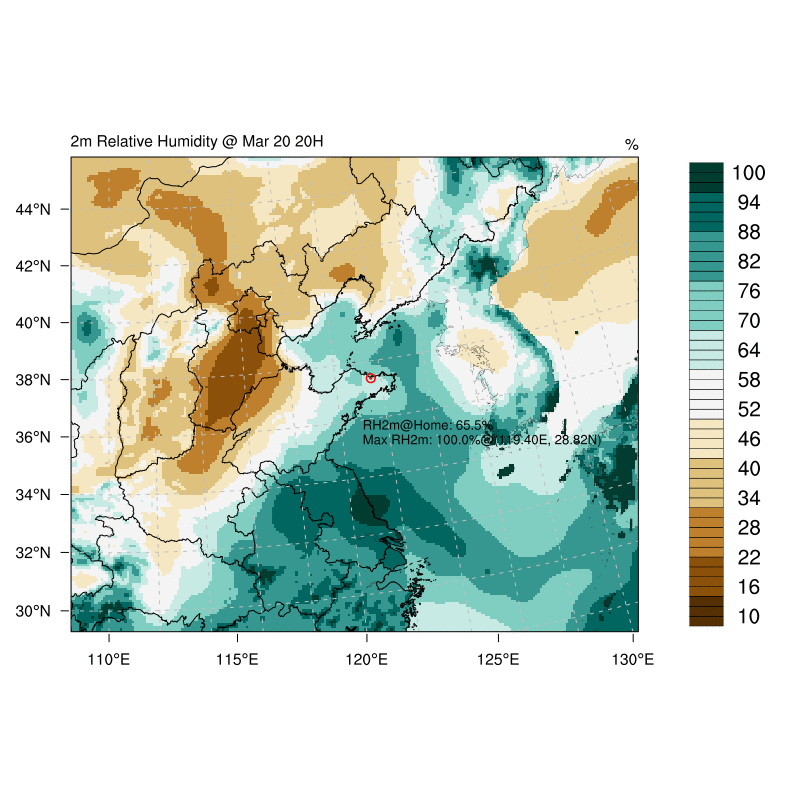 2m Relative Humidity @ Mar 20 20H
%
100
94
88
82
76
70
64
58
52
46
40
34
28
22
16
10
44°N
42°N
40°N
38°N
36°N
34°N
32°N
30°N
RH2m@Home: 65.5%
Max RH2m: 100.0%@(119.40E, 28.82N)
110°E 115°E 120°E 125°E 130°E